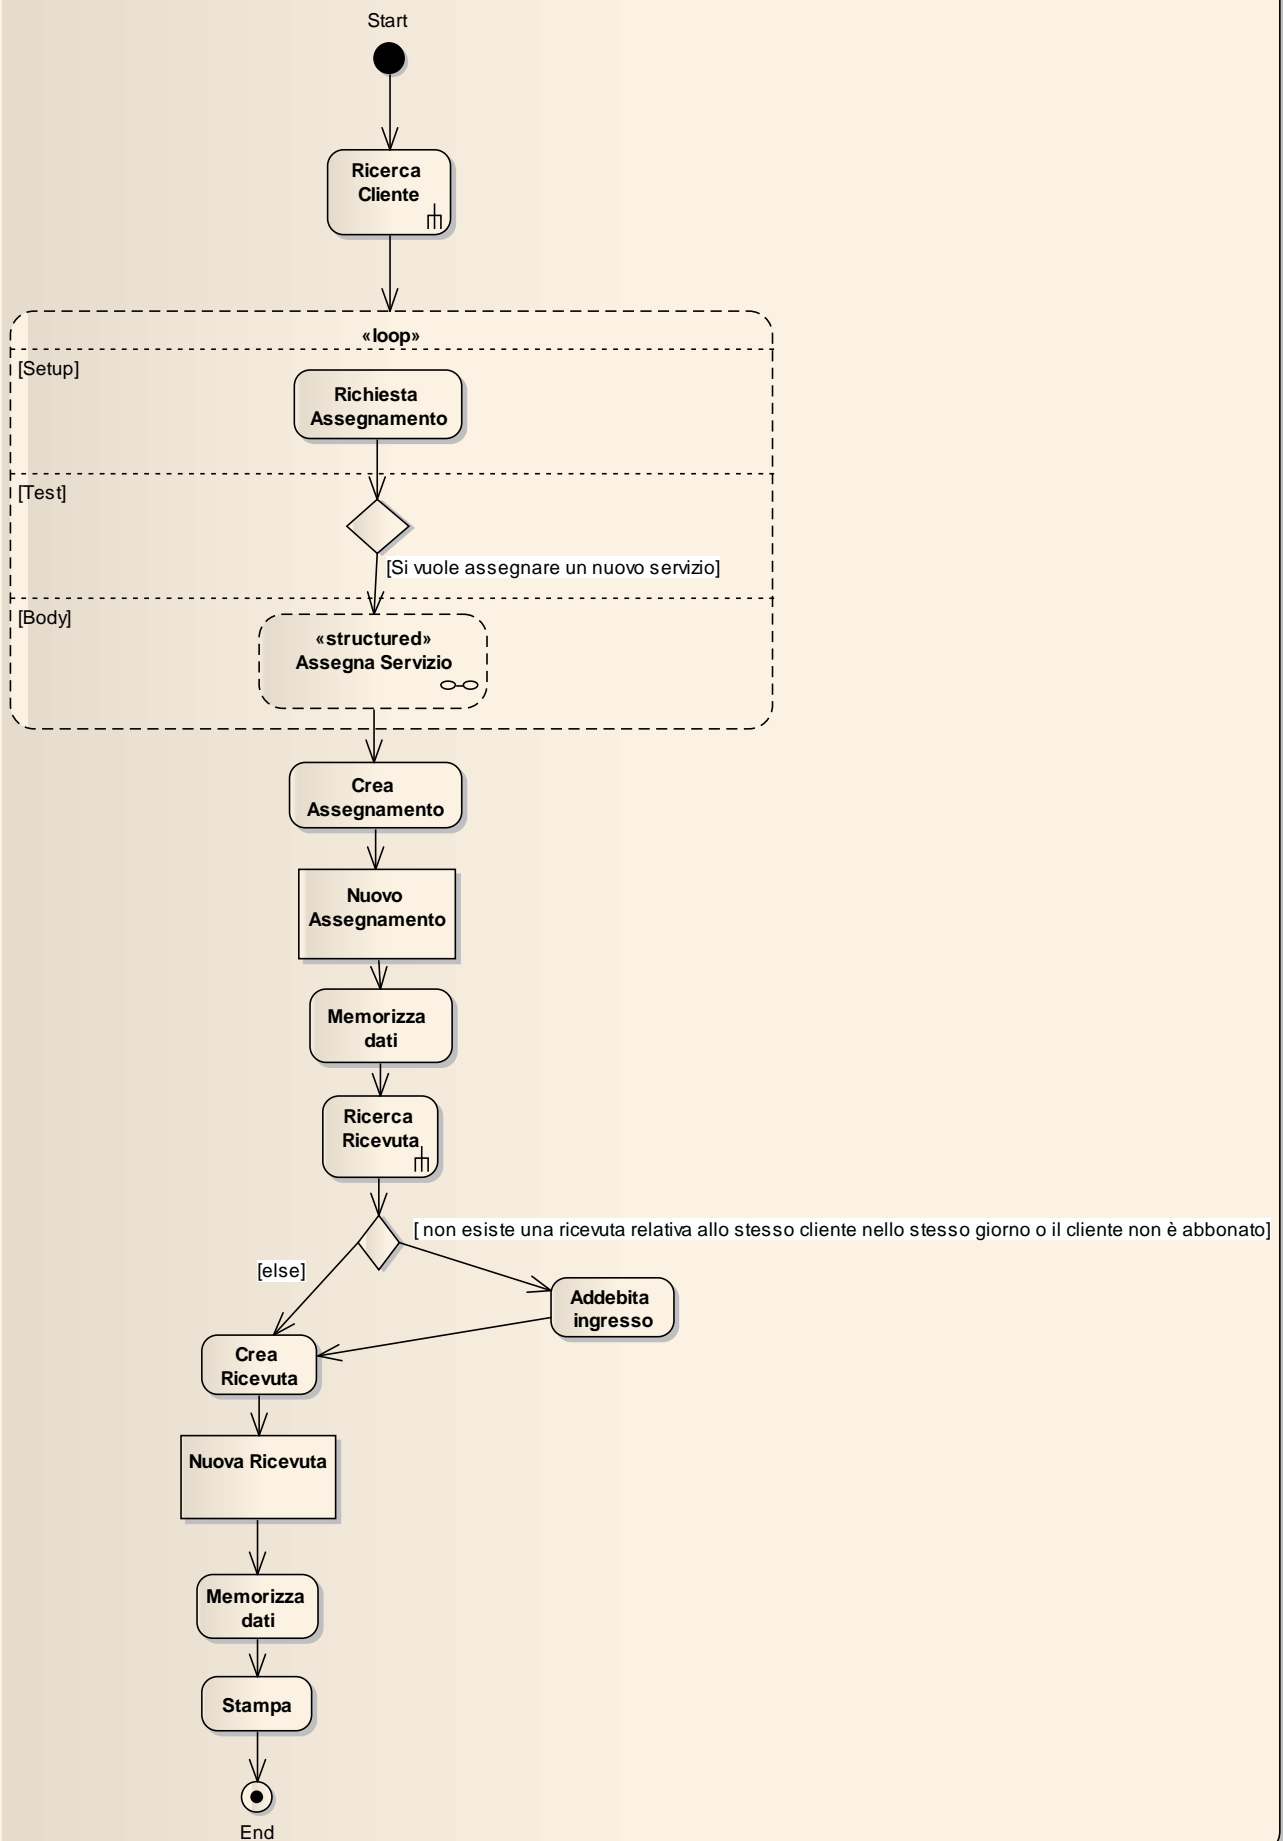 Start
Ricerca
Cliente
«loop»
[Setup]
Richiesta
Assegnamento
[Test]
[Si vuole assegnare un nuovo servizio]
[Body]
«structured»
Assegna Servizio
Crea
Assegnamento
Nuovo
Assegnamento
Memorizza
dati
Ricerca
Ricevuta
[ non esiste una ricevuta relativa allo stesso cliente nello stesso giorno o il cliente non è abbonato]
[else]
Addebita
ingresso
Crea
Ricevuta
Nuova Ricevuta
Memorizza
dati
Stampa
End